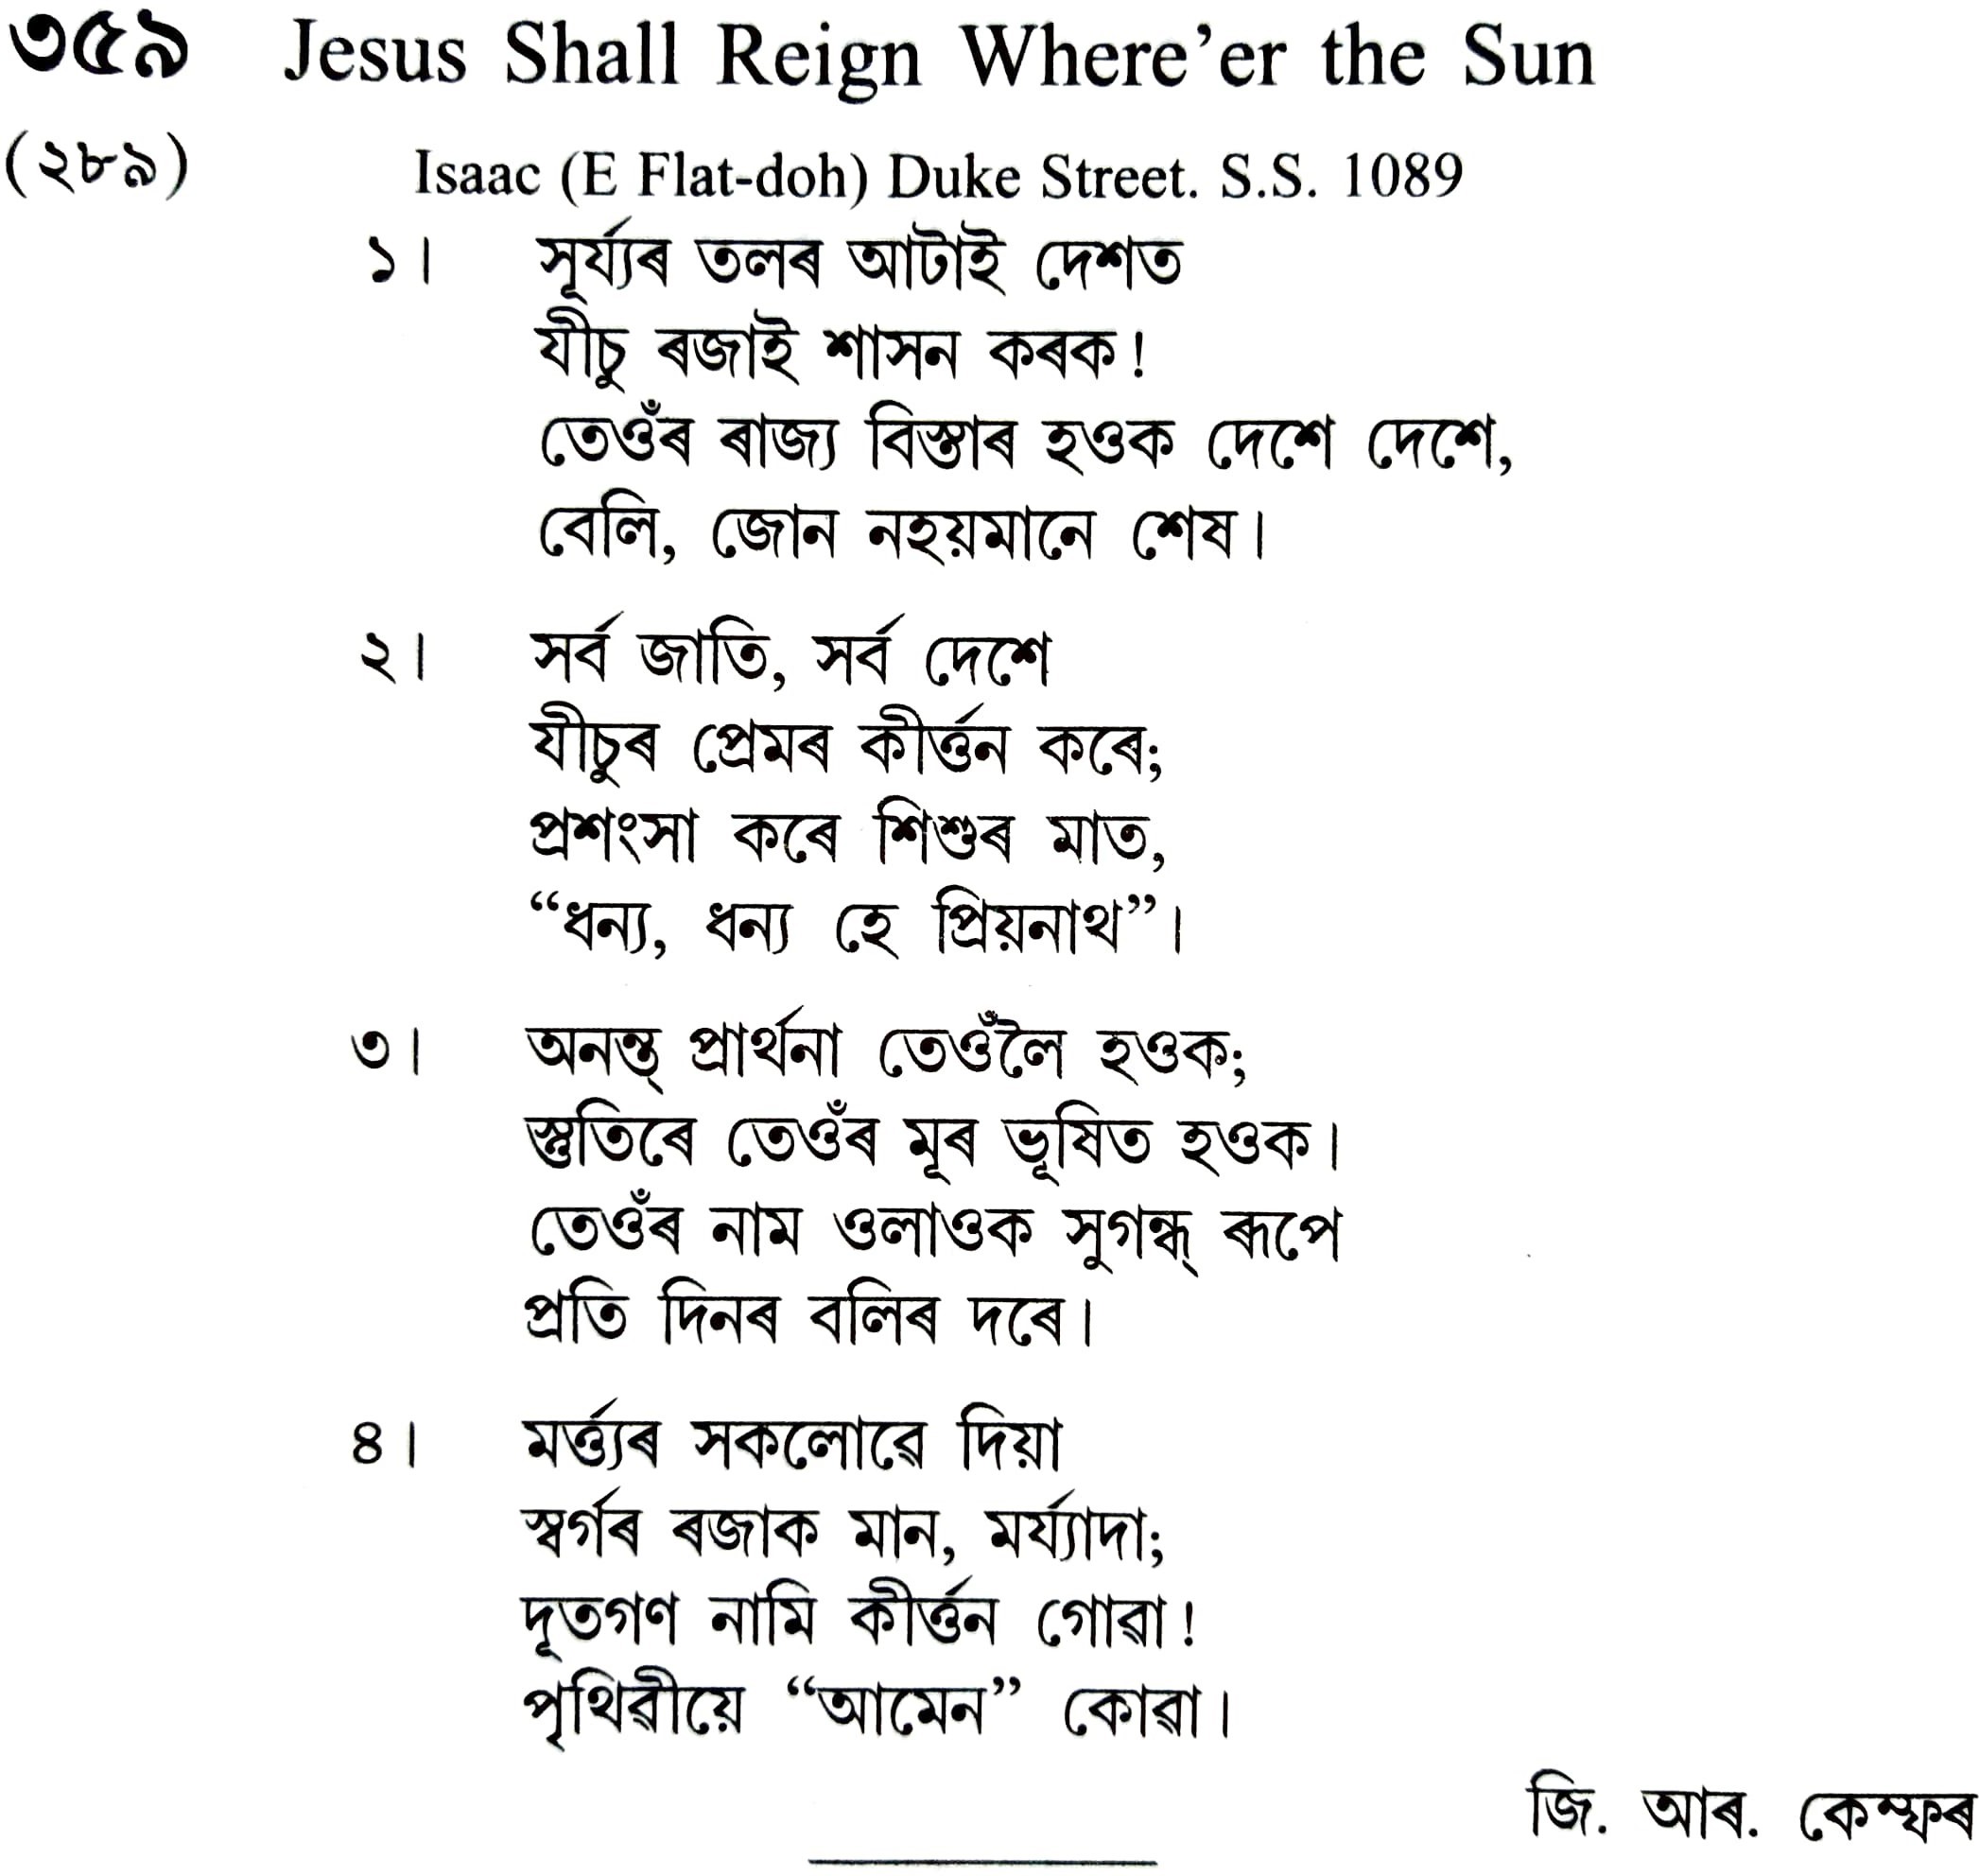 ৩৫৯ Jesus Shall Reign Where’er the Sun
(২৮৯) Isaac (E Flat-doh) Duke Street. S.S. 1089
১। সূৰ্য্যৰ তলৰ আটাই দেশত
যীচু ৰজাই শাসন কৰক!
তেওঁৰ ৰাজ্য বিস্তাৰ হওক দেশে দেশে,
বেলি, জোন নহয়মানে শেষ।
২। সৰ্ব জাতি, সৰ্ব দেশে
যীচুৰ প্ৰেমৰ কীৰ্ত্তন কৰে;
প্ৰশংসা কৰে শিশুৰ মাত,
“ধন্য, ধন্য হে প্ৰিয়নাথ”।
৩। অনন্ত্ প্ৰাৰ্থনা তেওঁলৈ হওক;
স্তুতিৰে তেওঁৰ মূৰ ভূষিত হওক।
তেওঁৰ নাম ওলাওক সুগন্ধ্ ৰূপে
প্ৰতি দিনৰ বলিৰ দৰে।
৪। মৰ্ত্ত্যৰ সকলোৱে দিয়া
স্বৰ্গৰ ৰজাক মান, মৰ্য্যাদা;
দূতগণ নামি কীৰ্ত্তন গোৱা!
পৃথিৱীয়ে “আমেন” কোৱা।
জি. আৰ. কেম্ফৰ